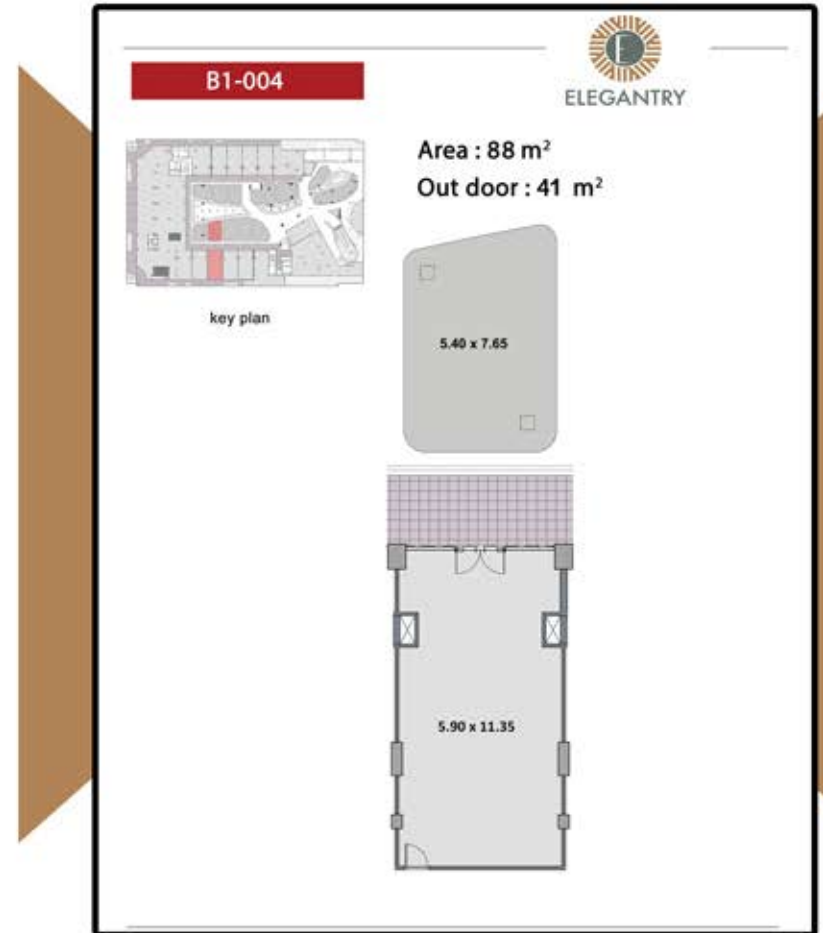 B1-004
ELEGANTRY
Area : 88 m²
Out door : 41 m²
key plan
5.40 x 7.65
5.90 x 11.35